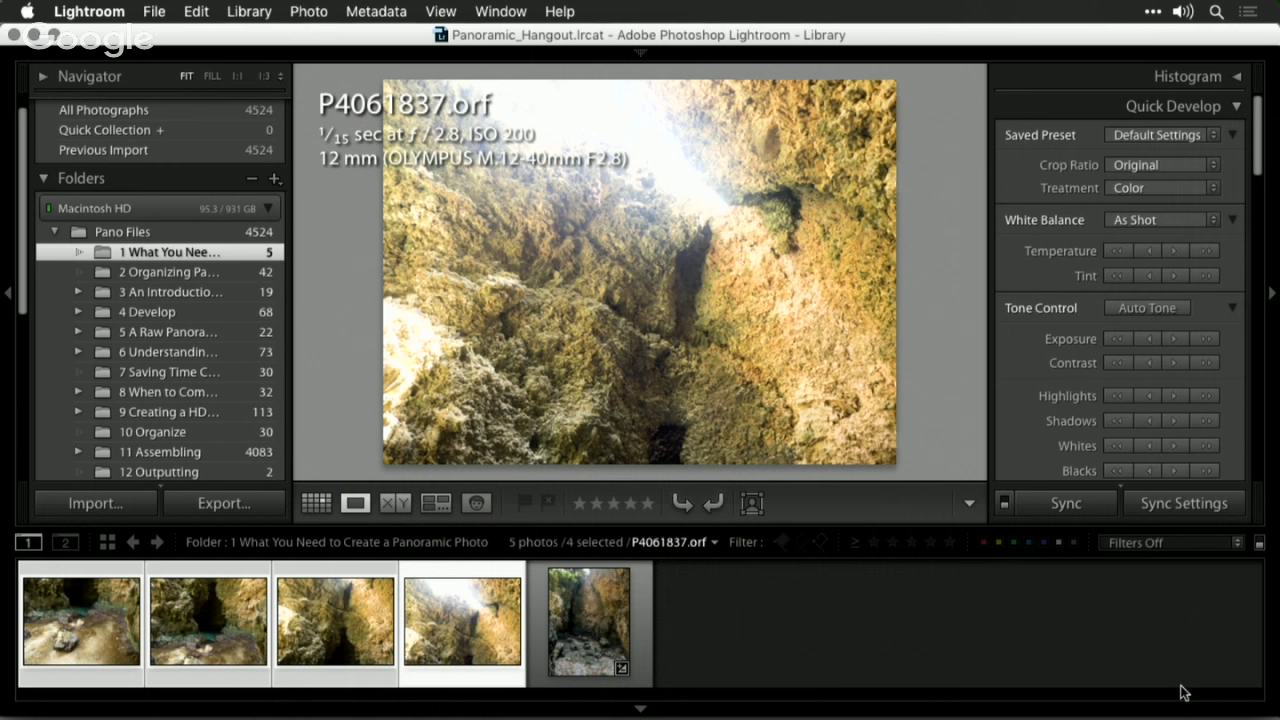 Lightroom File Edit Library Photo Metadata View Window Help
Google
Panoramic_Hangout.lrcat - Adobe Photoshop Lightroom - Library
Navigator FIT FILL 1:1 1:3
All Photographs 4524
Quick Collection + 0
Previous Import 4524
Folders
Macintosh HD 95.3 / 931 GB
Pano Files 4524
1 What You Nee... 5
2 Organizing Pa... 42
3 An Introductio... 19
4 Develop 68
5 A Raw Panora... 22
6 Understandin... 73
7 Saving Time C... 30
8 When to Com... 32
9 Creating a HD... 113
10 Organize 30
11 Assembling 4083
12 Outputting 2
Import... Export...
P4061837.orf
1/15 sec at ƒ / 2.8, ISO 200
12 mm (OLYMPUS M.12-40mm F2.8)
Histogram
Quick Develop
Saved Preset Default Settings
Crop Ratio Original
Treatment Color
White Balance As Shot
Temperature
Tint
Tone Control Auto Tone
Exposure
Contrast
Highlights
Shadows
Whites
Blacks
X Y
Sync Sync Settings
1 2 Folder : 1 What You Need to Create a Panoramic Photo 5 photos /4 selected /P4061837.orf Filter : ≥ Filters Off